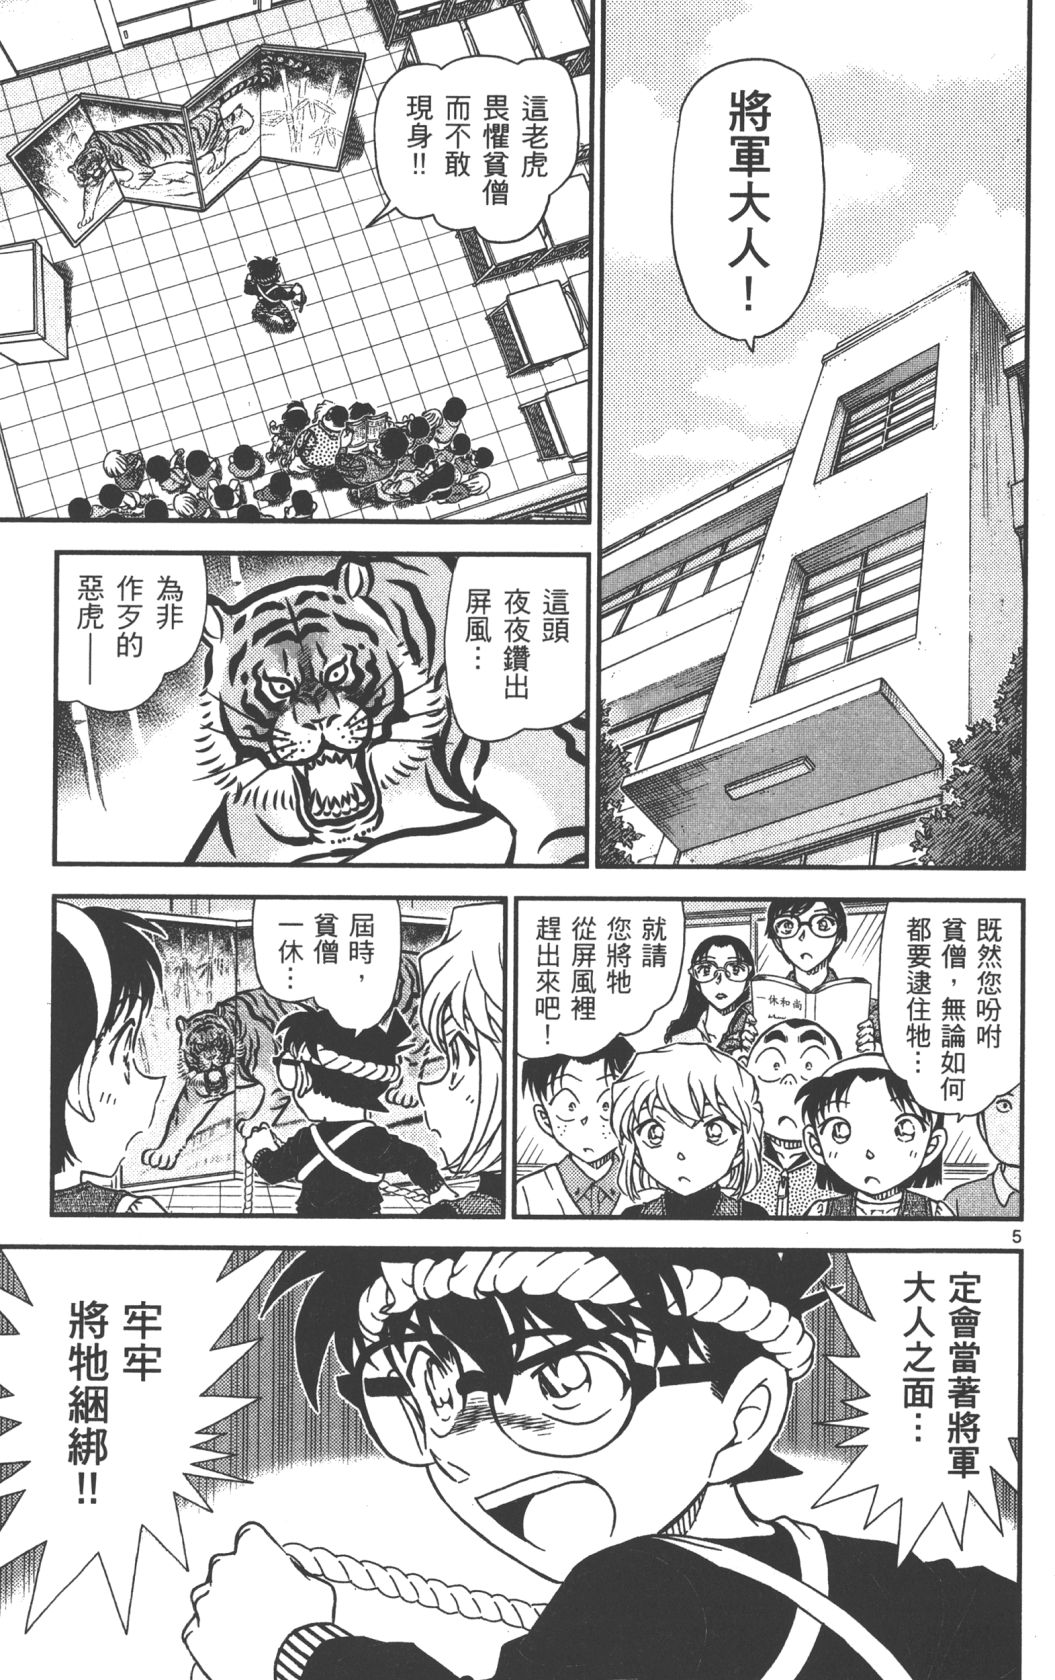 將軍大人！
這老虎
畏懼貧僧
而不敢
現身!!
這頭
夜夜鑽出
屏風…
為非
作歹的
惡虎——
既然您吩咐
貧僧，無論如何
都要逮住牠…
一休和尚
就請
您將牠
從屏風裡
趕出來吧！
屆時，
貧僧
一休…
5
定會當著將軍
大人之面…
牢牢
將牠綑綁!!